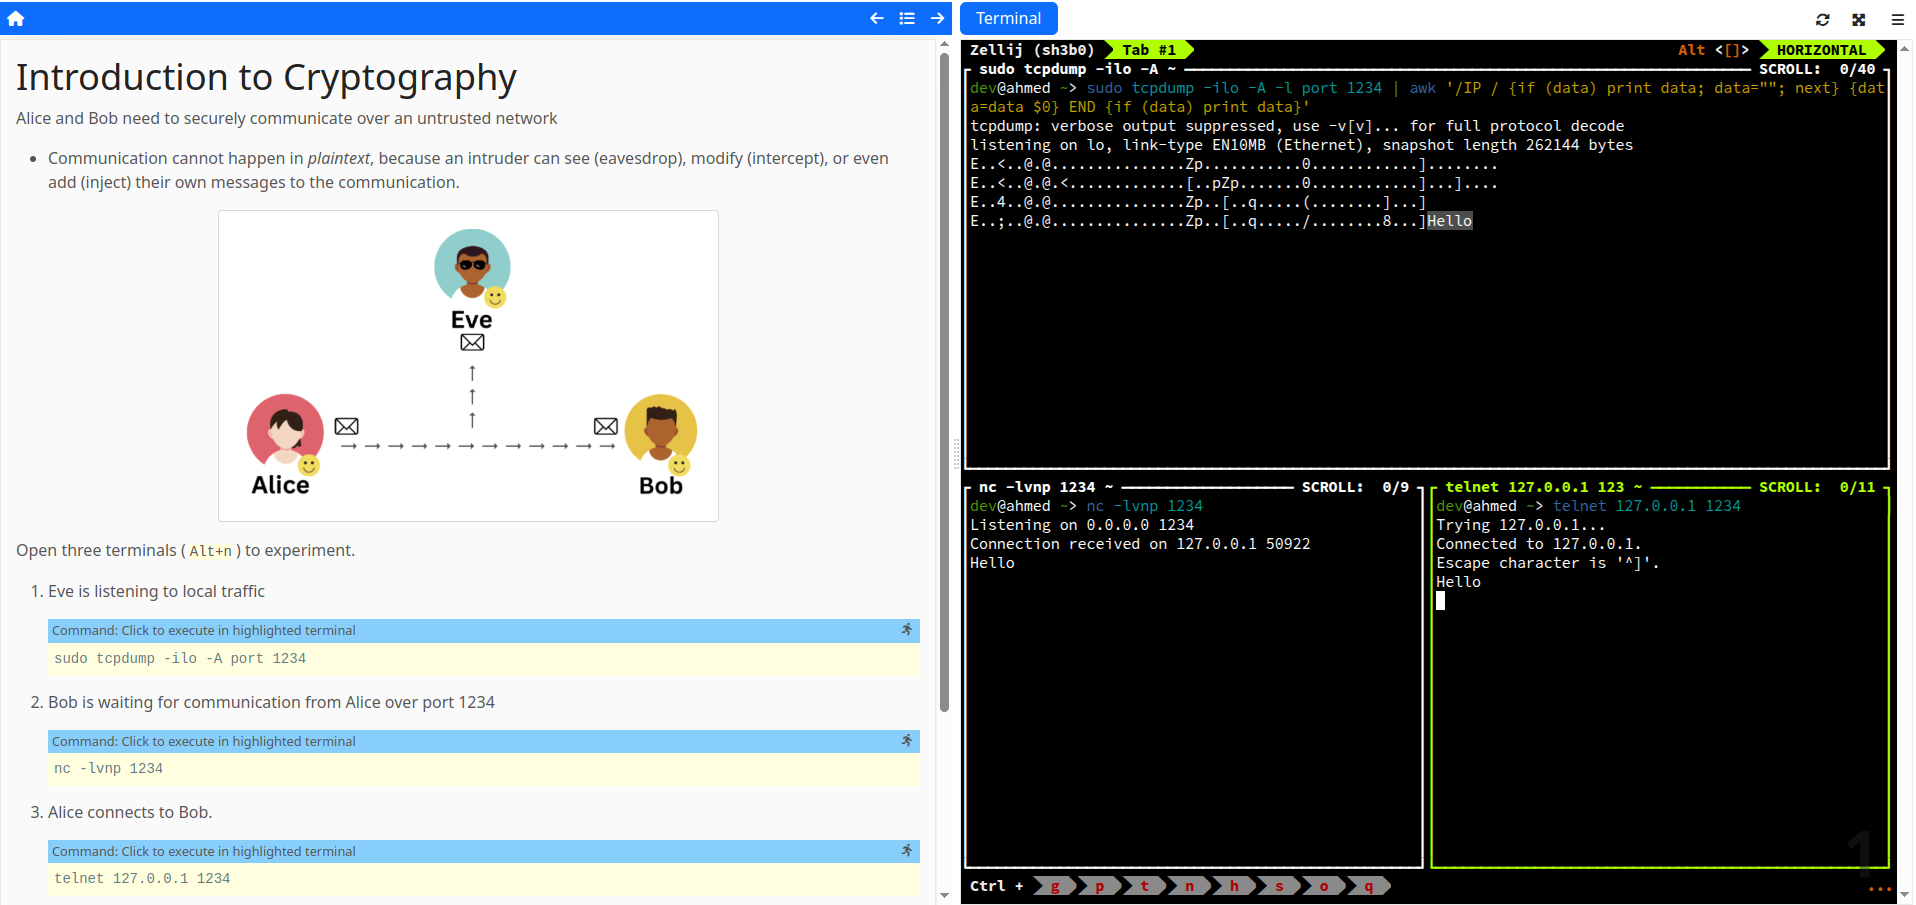 Introduction to Cryptography
Alice and Bob need to securely communicate over an untrusted network
• Communication cannot happen in plaintext, because an intruder can see (eavesdrop), modify (intercept), or even
add (inject) their own messages to the communication.
Eve
Alice
Bob
Open three terminals ( Alt+n ) to experiment.
1. Eve is listening to local traffic
Command: Click to execute in highlighted terminal
sudo tcpdump -ilo -A port 1234
2. Bob is waiting for communication from Alice over port 1234
Command: Click to execute in highlighted terminal
nc -lvnp 1234
3. Alice connects to Bob.
Command: Click to execute in highlighted terminal
telnet 127.0.0.1 1234
Terminal
Zellij (sh3b0) Tab #1 Alt <[]> HORIZONTAL
sudo tcpdump -ilo -A ~ SCROLL: 0/40
dev@ahmed ~> sudo tcpdump -ilo -A -l port 1234 | awk '/IP / {if (data) print data; data=""; next} {dat
a=data $0} END {if (data) print data}'
tcpdump: verbose output suppressed, use -v[v]... for full protocol decode
listening on lo, link-type EN10MB (Ethernet), snapshot length 262144 bytes
E..<..@.@...............Zp...........0............]........
E..<..@.@.<.............[..pZp.......0............]...]....
E..4..@.@...............Zp..[..q.....(........]...]
E..;..@.@...............Zp..[..q...../........8...]Hello
nc -lvnp 1234 ~ SCROLL: 0/9
dev@ahmed ~> nc -lvnp 1234
Listening on 0.0.0.0 1234
Connection received on 127.0.0.1 50922
Hello
telnet 127.0.0.1 123 ~ SCROLL: 0/11
dev@ahmed ~> telnet 127.0.0.1 1234
Trying 127.0.0.1...
Connected to 127.0.0.1.
Escape character is '^]'.
Hello
1
Ctrl + g p t n h s o q ...